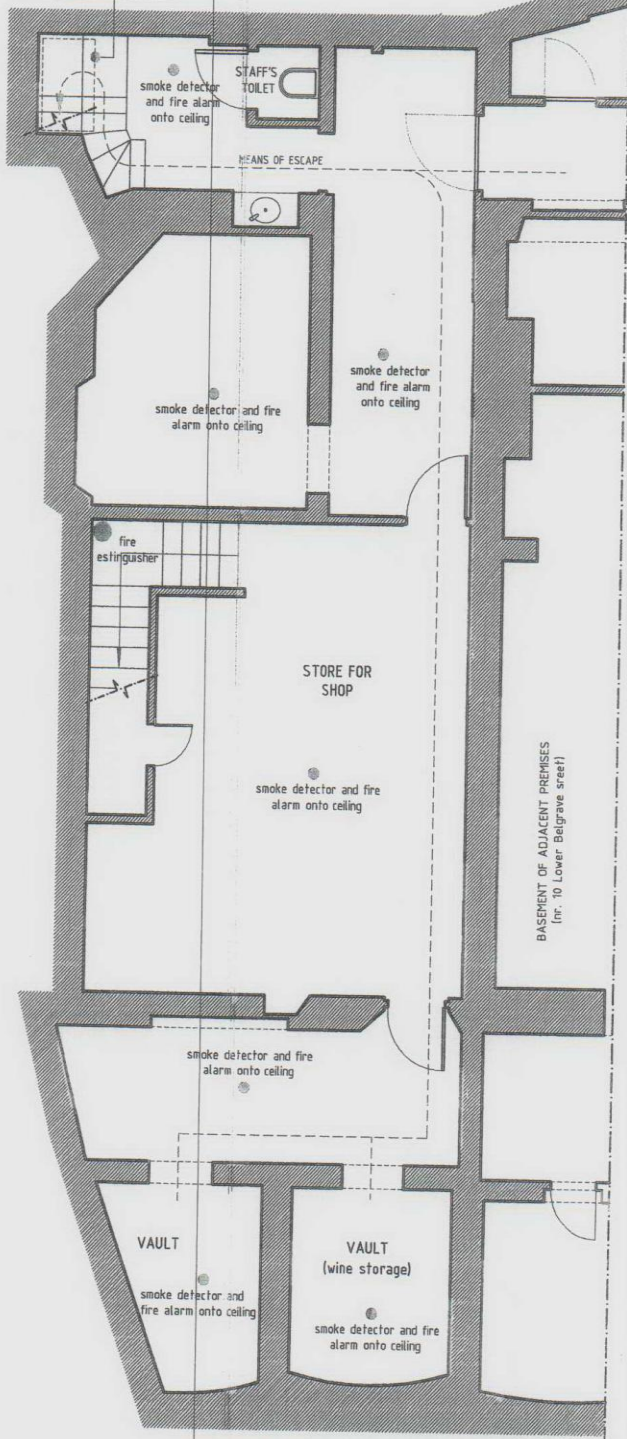 smoke detector
and fire alarm
onto ceiling
STAFF'S
TOILET
MEANS OF ESCAPE
smoke detector
and fire alarm
onto ceiling
smoke detector and fire
alarm onto ceiling
fire
estinguisher
STORE FOR
SHOP
smoke detector and fire
alarm onto ceiling
BASEMENT OF ADJACENT PREMISES
(nr. 10 Lower Belgrave sreet)
smoke detector and fire
alarm onto ceiling
VAULT
smoke detector and
fire alarm onto ceiling
VAULT
(wine storage)
smoke detector and fire
alarm onto ceiling